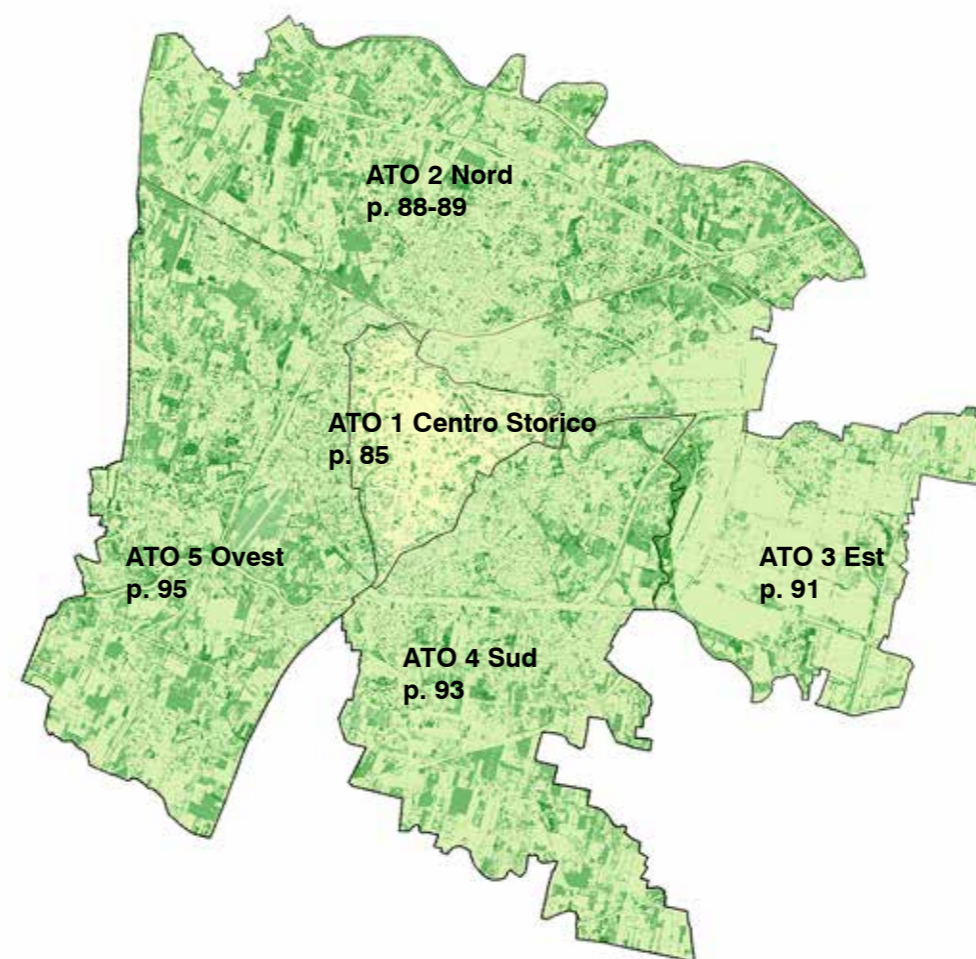 ATO 2 Nord
p. 88-89
ATO 1 Centro Storico
p. 85
ATO 5 Ovest
p. 95
ATO 3 Est
p. 91
ATO 4 Sud
p. 93